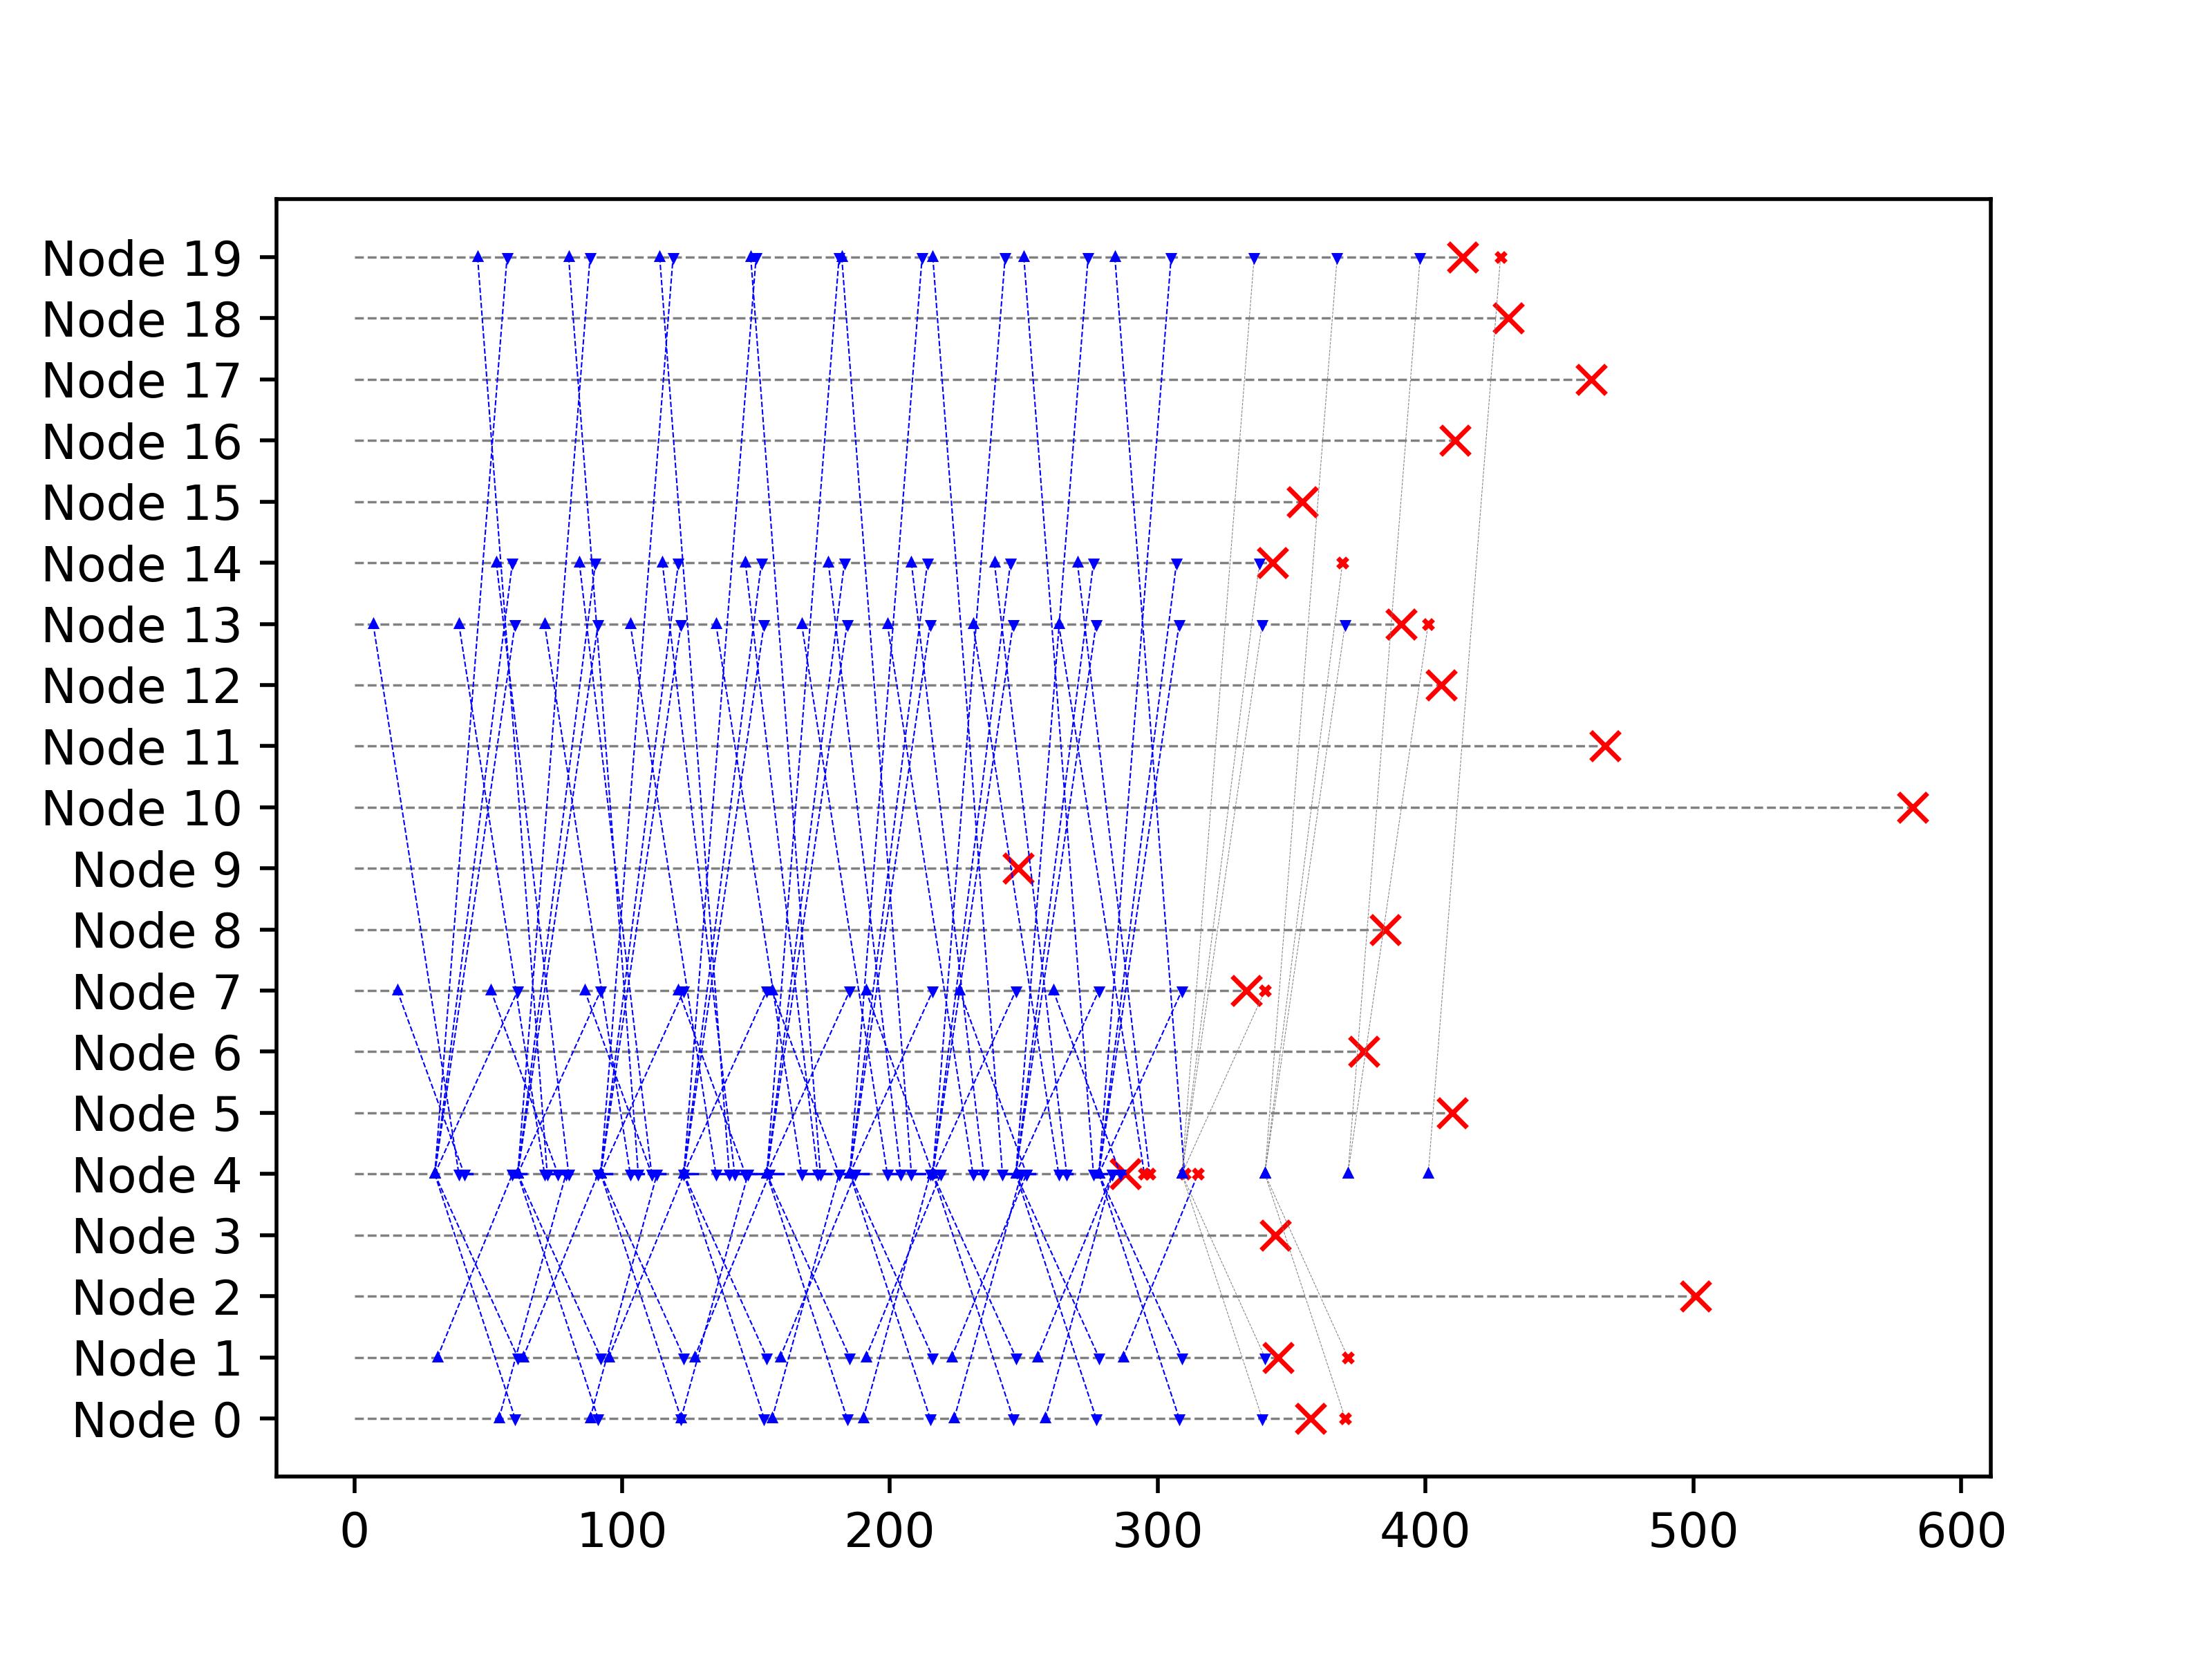 Node 19
Node 18
Node 17
Node 16
Node 15
Node 14
Node 13
Node 12
Node 11
Node 10
Node 9
Node 8
Node 7
Node 6
Node 5
Node 4
Node 3
Node 2
Node 1
Node 0
0 100 200 300 400 500 600